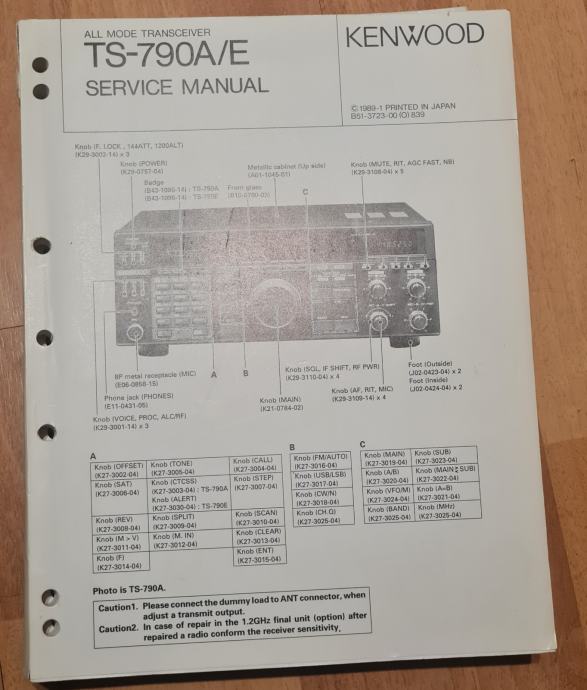 ALL MODE TRANSCEIVER
TS-790A/E
SERVICE MANUAL
KENWOOD
© 1989-1 PRINTED IN JAPAN
B51-3723-00 (O) 839
Knob (F. LOCK , 144ATT, 1200ALT)
(K29-3002-14) x 3
Knob (POWER)
(K29-0757-04)
Badge
(B43-1095-14) : TS-790A
(B43-1096-14) : TS-790E
Front glass
(B10-0760-03)
Metallic cabinet (Up side)
(A01-1045-01)
C
Knob (MUTE, RIT, AGC FAST, NB)
(K29-3108-04) x 5
8P metal receptacle (MIC)
(E06-0858-15)
Phone jack (PHONES)
(E11-0431-05)
Knob (VOICE, PROC, ALC/RF)
(K29-3001-14) x 3
A
B
Knob (MAIN)
(K21-0784-02)
Knob (SQL, IF SHIFT, RF PWR)
(K29-3110-04) x 4
Knob (AF, RIT, MIC)
(K29-3109-14) x 4
Foot (Outside)
(J02-0423-04) x 2
Foot (Inside)
(J02-0424-04) x 2
A
Knob (OFFSET)
(K27-3002-04)
Knob (TONE)
(K27-3005-04)
Knob (CALL)
(K27-3004-04)
Knob (SAT)
(K27-3006-04)
Knob (CTCSS)
(K27-3003-04) : TS-790A
Knob (ALERT)
(K27-3030-04) : TS-790E
Knob (STEP)
(K27-3007-04)
Knob (REV)
(K27-3008-04)
Knob (SPLIT)
(K27-3009-04)
Knob (SCAN)
(K27-3010-04)
Knob (M > V)
(K27-3011-04)
Knob (M. IN)
(K27-3012-04)
Knob (CLEAR)
(K27-3013-04)
Knob (F)
(K27-3014-04)
Knob (ENT)
(K27-3015-04)
B
Knob (FM/AUTO)
(K27-3016-04)
Knob (USB/LSB)
(K27-3017-04)
Knob (CW/N)
(K27-3018-04)
Knob (CH.Q)
(K27-3025-04)
C
Knob (MAIN)
(K27-3019-04)
Knob (SUB)
(K27-3023-04)
Knob (A/B)
(K27-3020-04)
Knob (MAIN⇄SUB)
(K27-3022-04)
Knob (VFO/M)
(K27-3024-04)
Knob (A=B)
(K27-3021-04)
Knob (BAND)
(K27-3025-04)
Knob (MHz)
(K27-3025-04)
Photo is TS-790A.
Caution1. Please connect the dummy load to ANT connector, when
adjust a transmit output.
Caution2. In case of repair in the 1.2GHz final unit (option) after
repaired a radio conform the receiver sensitivity.